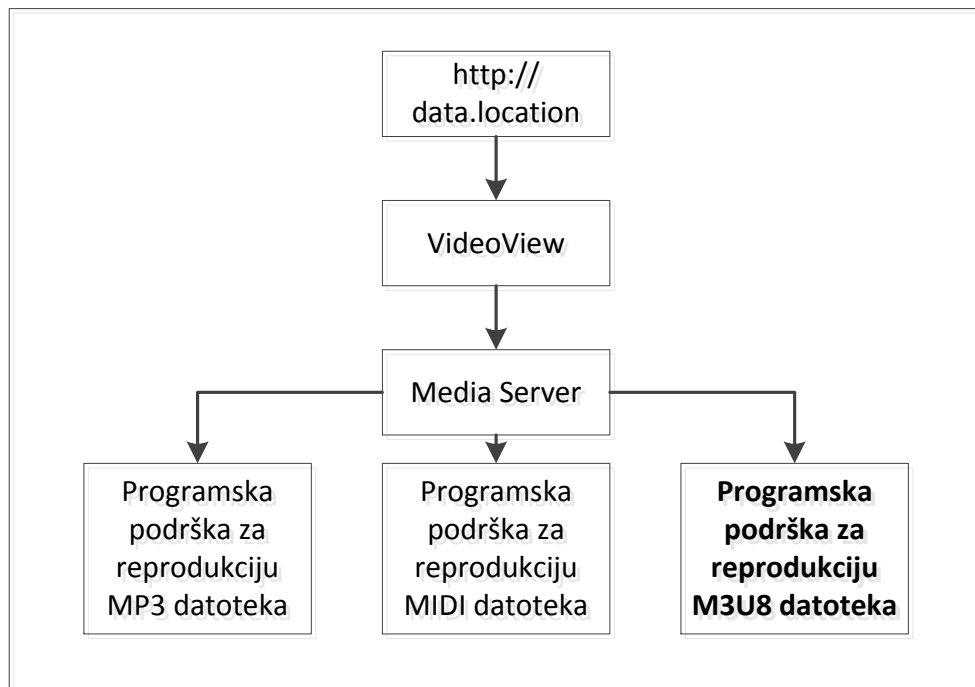 http://
data.location
VideoView
Media Server
Programska
podrška za
reprodukciju
MP3 datoteka
Programska
podrška za
reprodukciju
MIDI datoteka
Programska
podrška za
reprodukciju
M3U8 datoteka